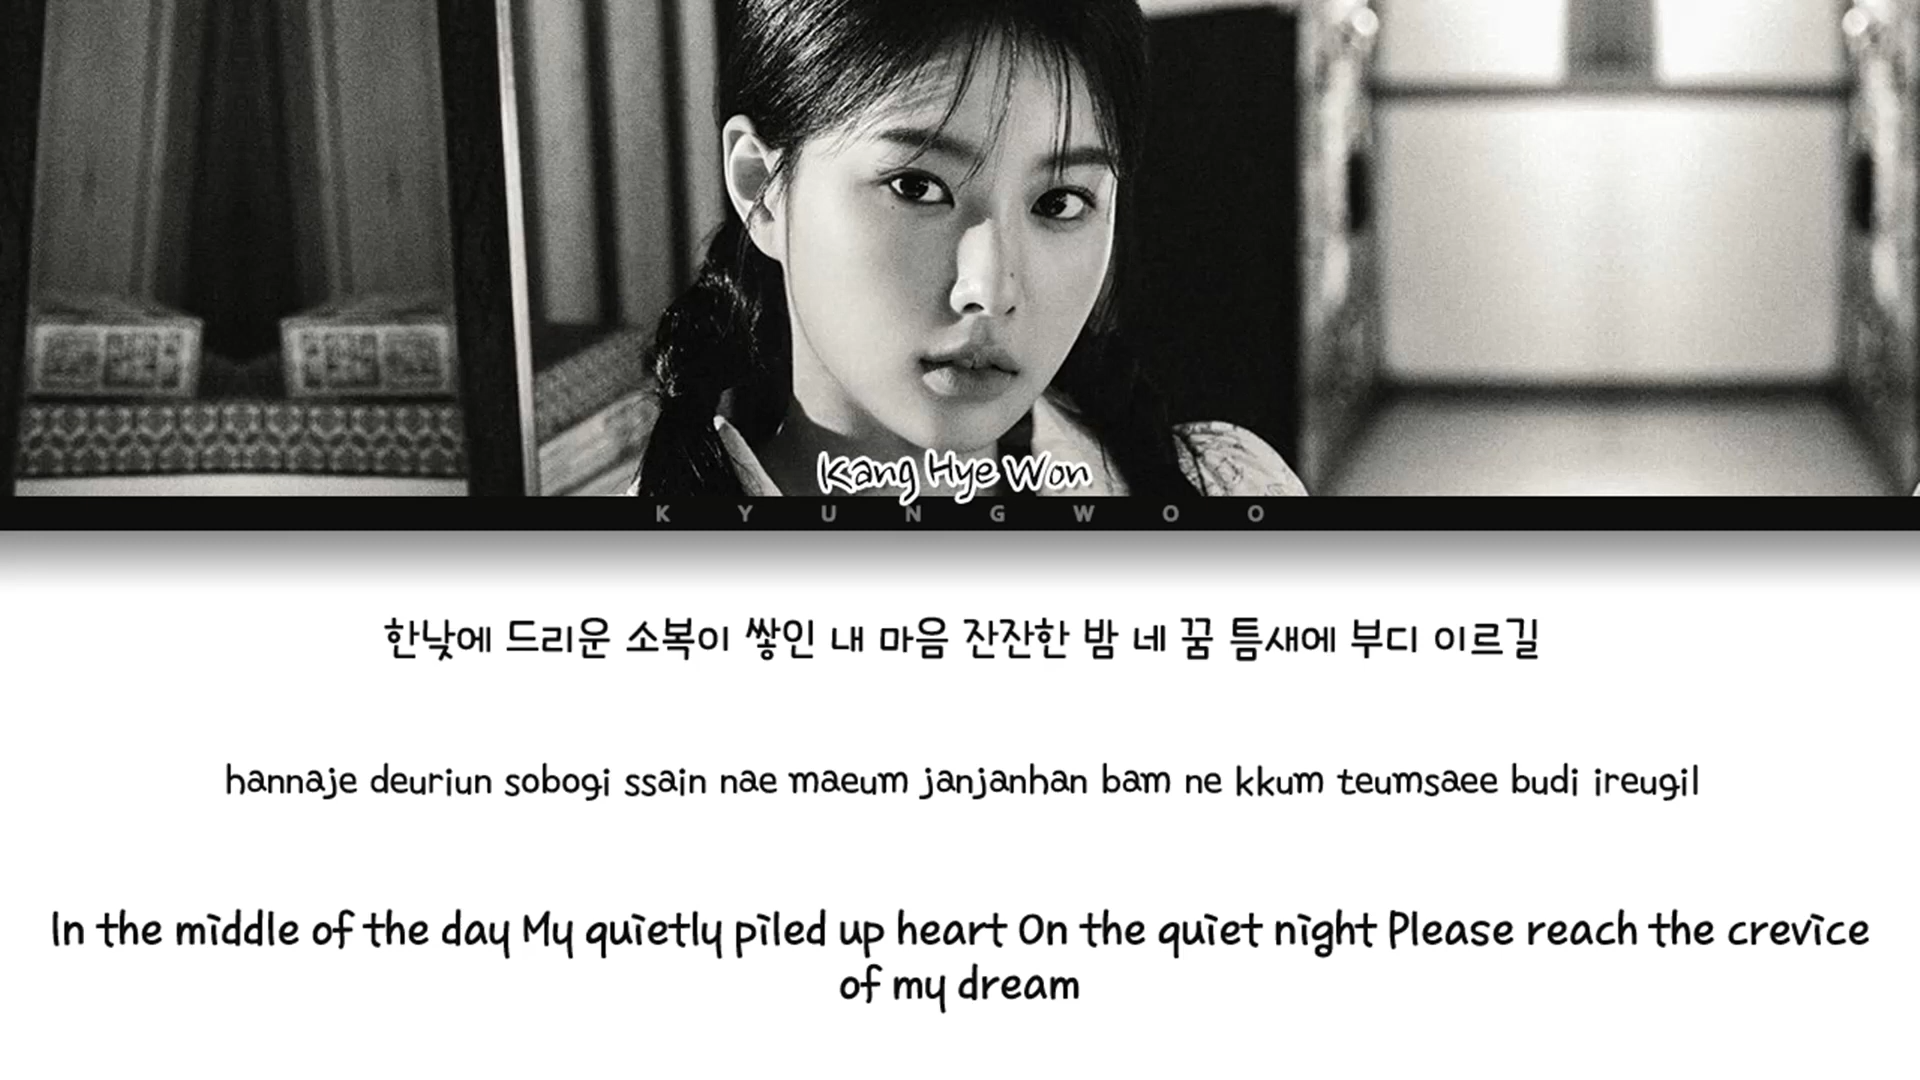 Kang Hye Won
KYUNGWOO
한낮에 드리운 소복이 쌓인 내 마음 잔잔한 밤 네 꿈 틈새에 부디 이르길
hannaje deuriun sobogi ssain nae maeum janjanhan bam ne kkum teumsaee budi ireugil
In the middle of the day My quietly piled up heart On the quiet night Please reach the crevice
of my dream